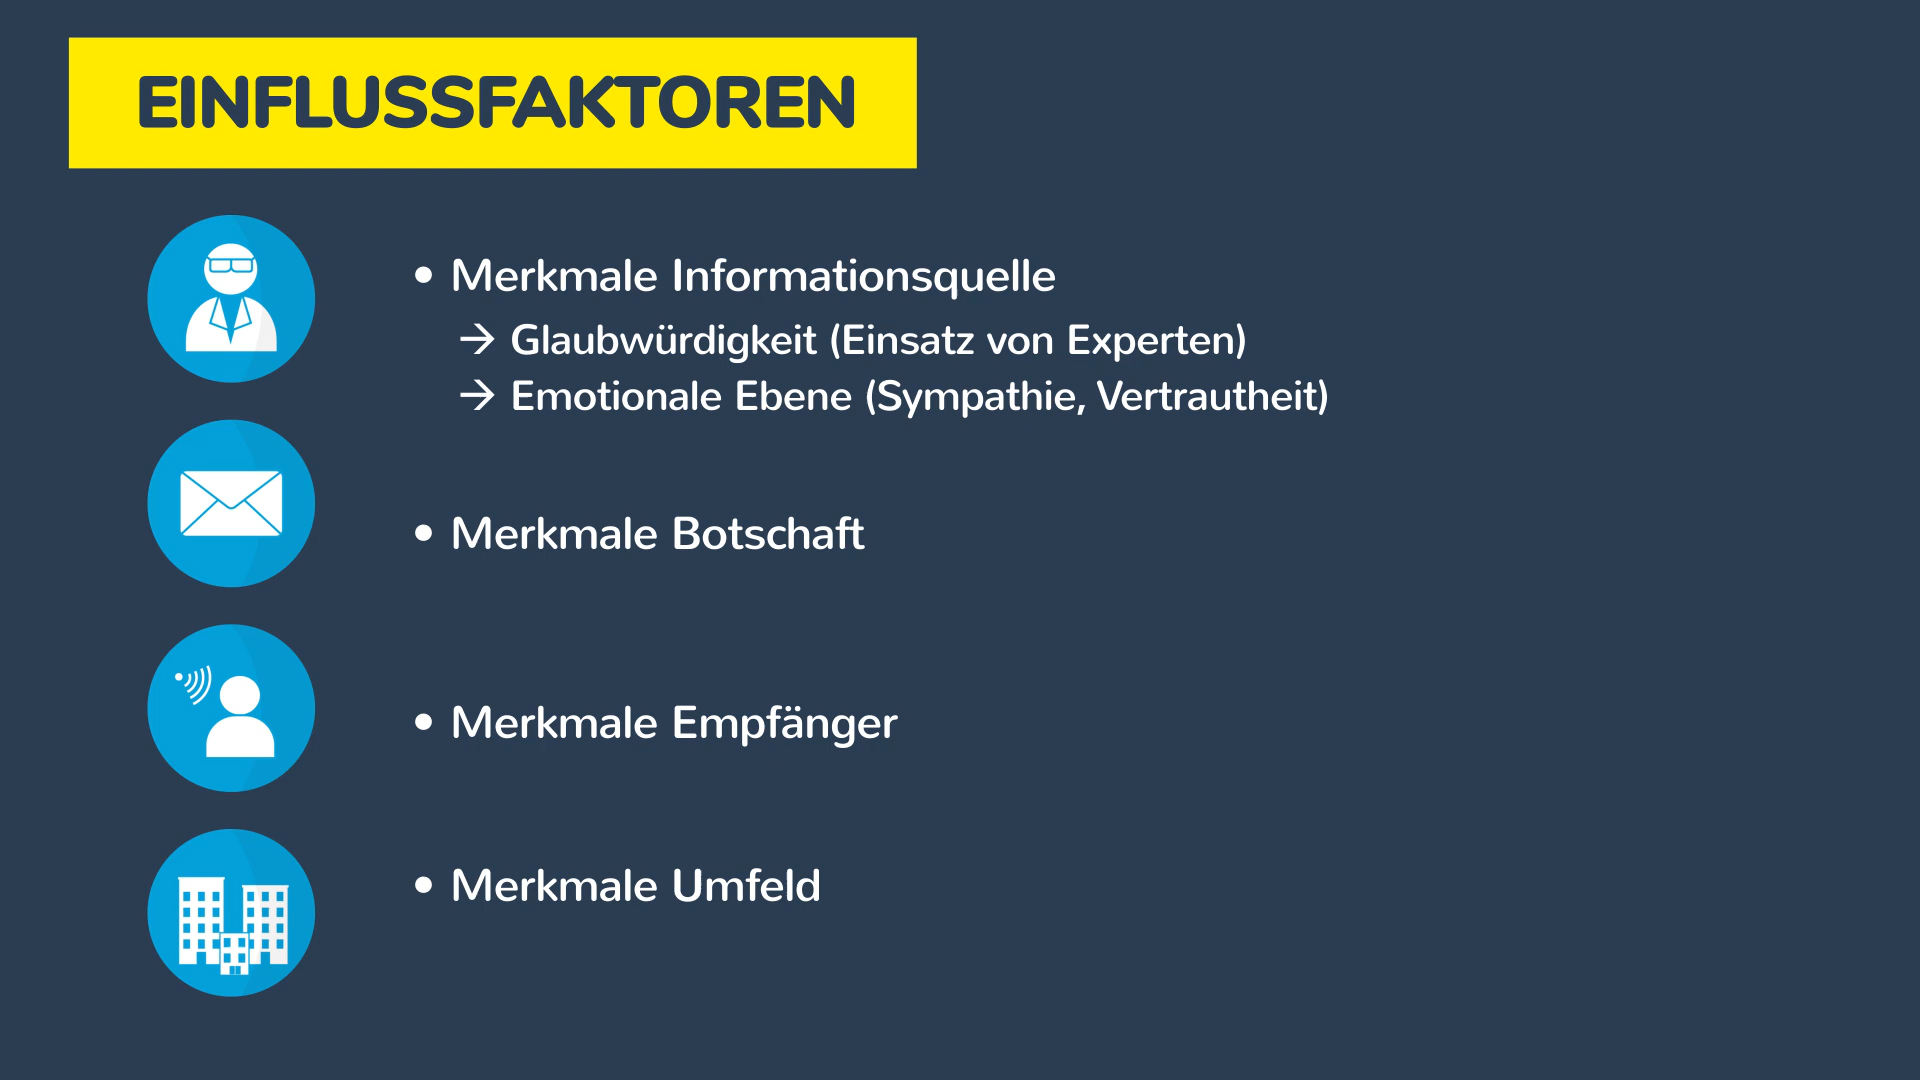 EINFLUSSFAKTOREN
• Merkmale Informationsquelle
→ Glaubwürdigkeit (Einsatz von Experten)
→ Emotionale Ebene (Sympathie, Vertrautheit)
• Merkmale Botschaft
• Merkmale Empfänger
• Merkmale Umfeld